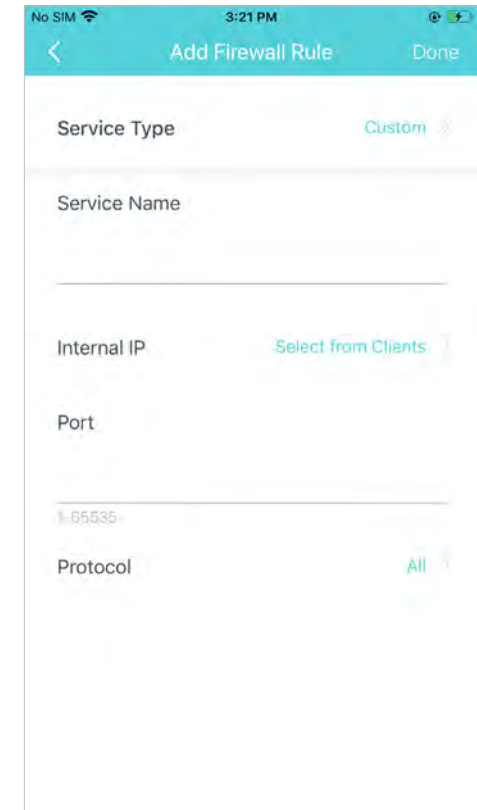 No SIM 3:21 PM
Add Firewall Rule Done
Service Type Custom
Service Name
Internal IP Select from Clients
Port
1-65535
Protocol All